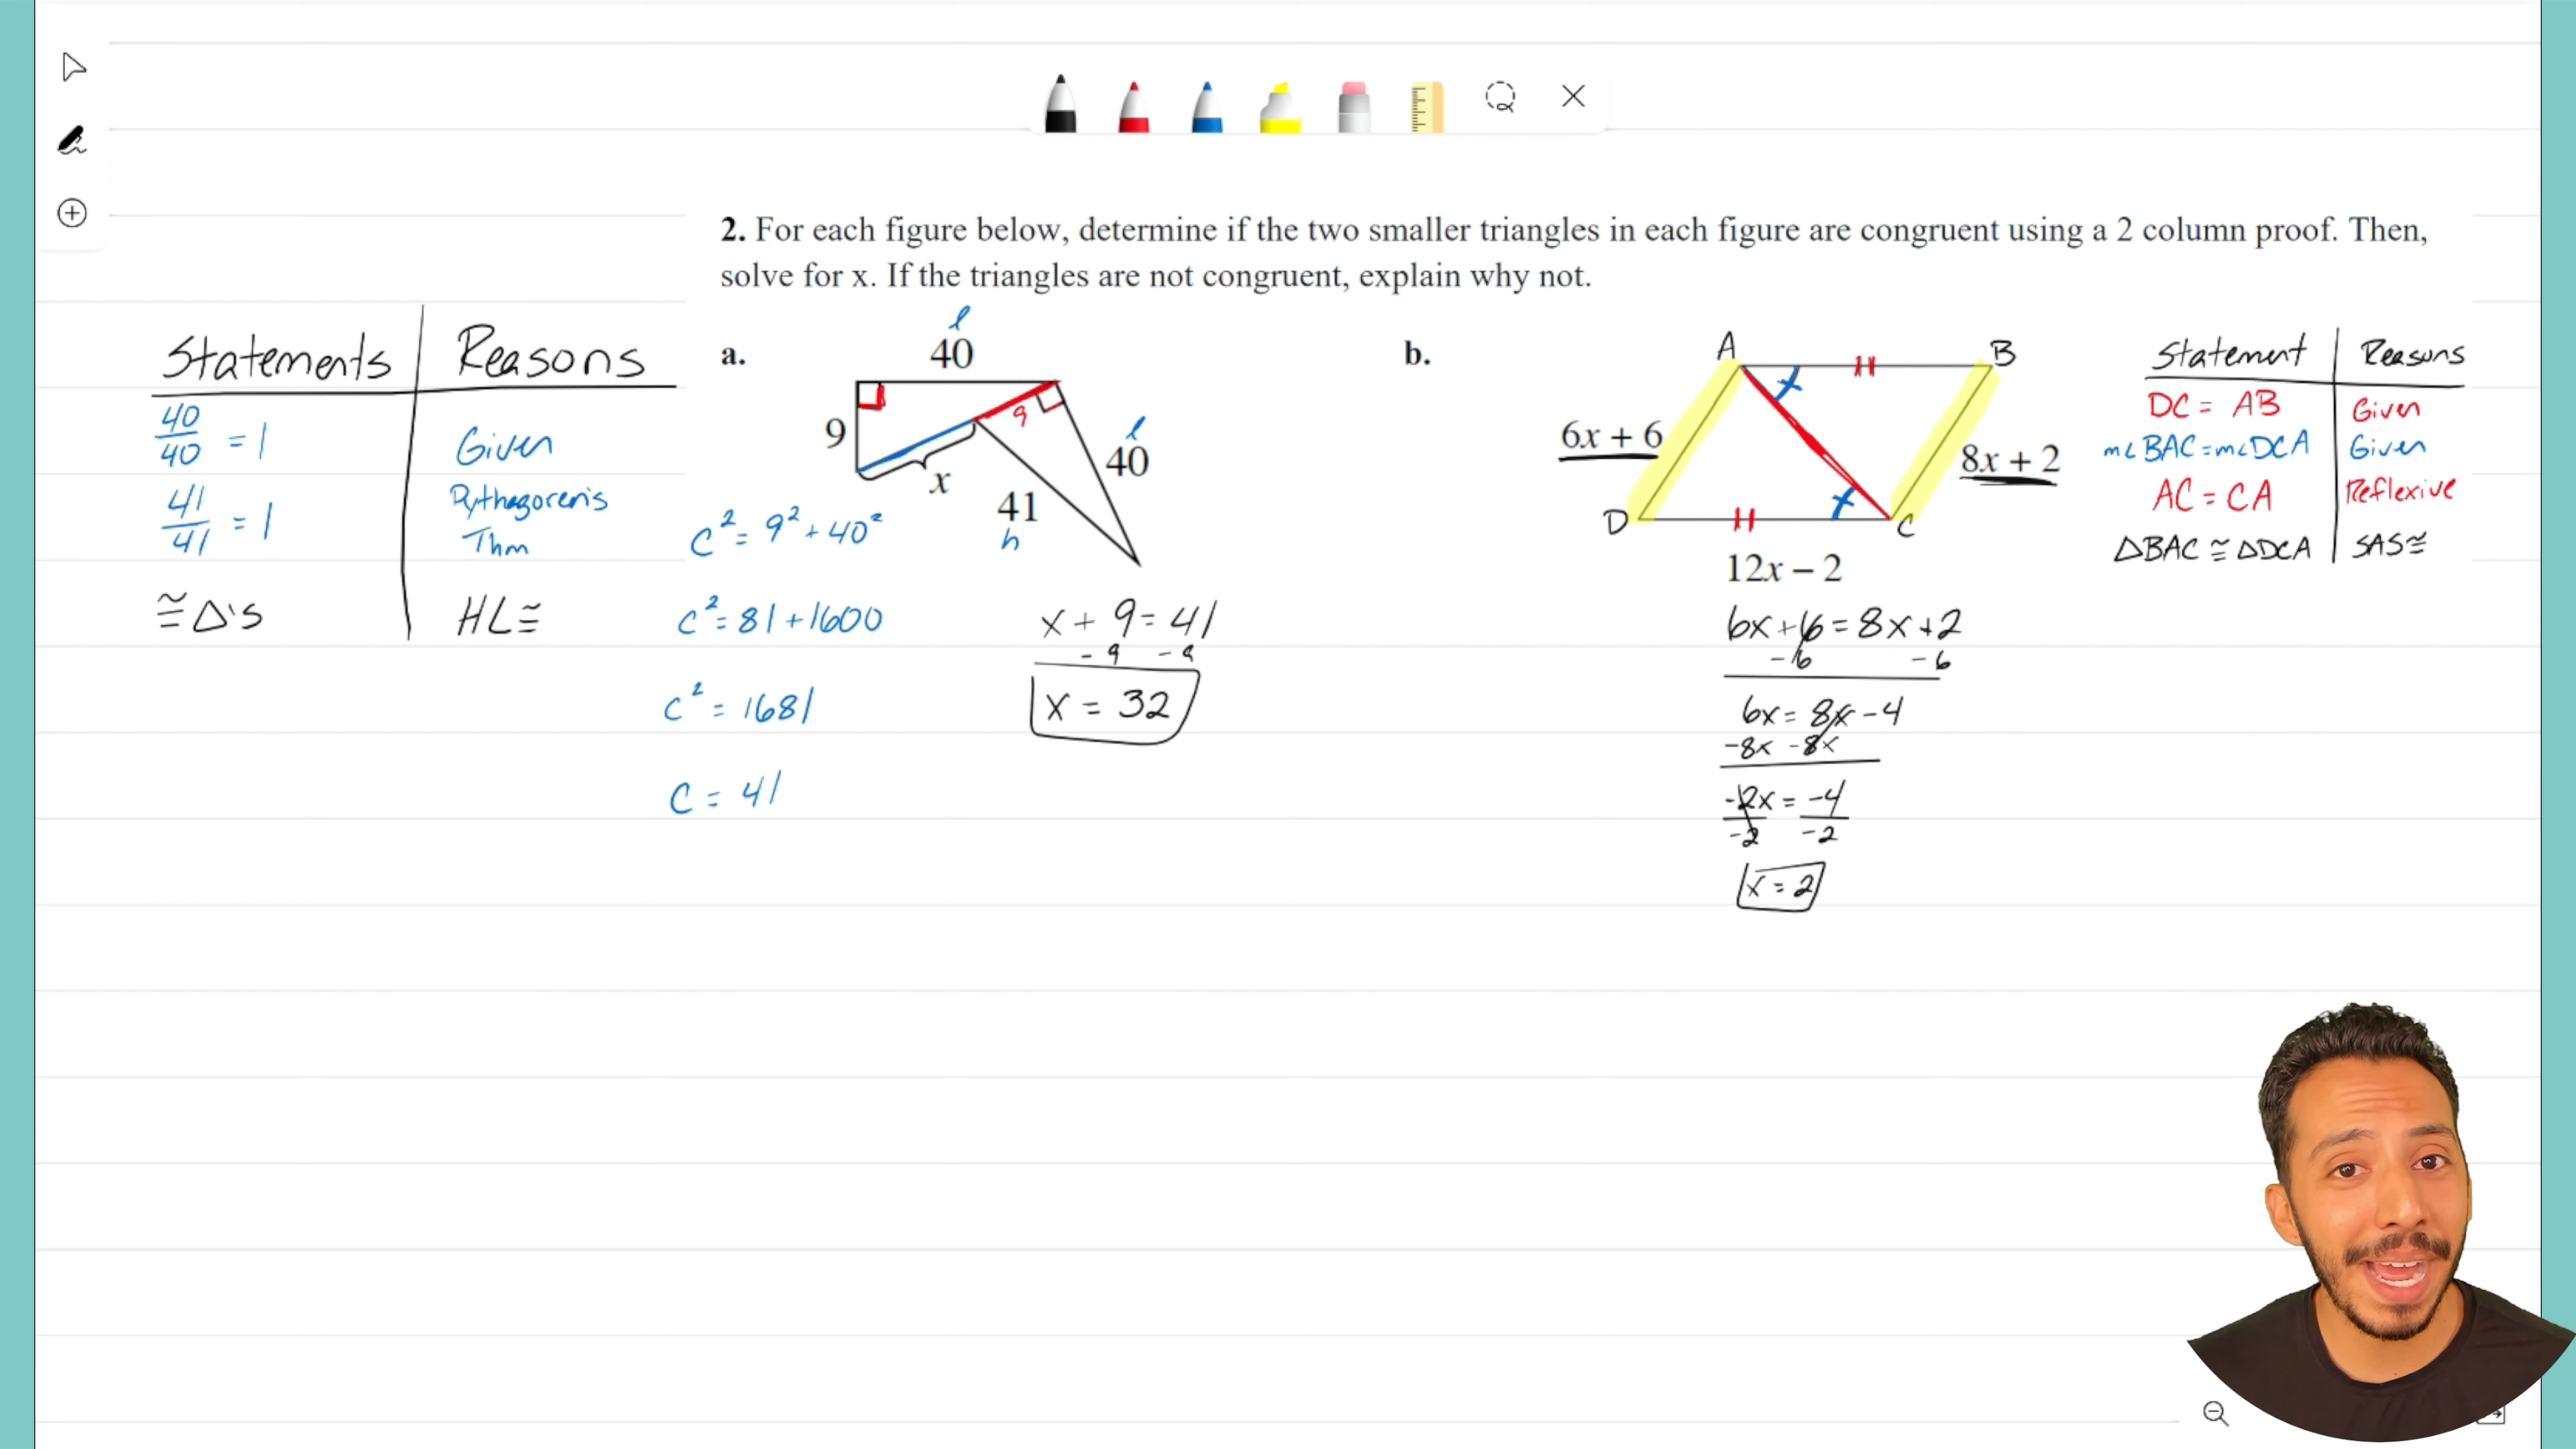 2. For each figure below, determine if the two smaller triangles in each figure are congruent using a 2 column proof. Then,
solve for x. If the triangles are not congruent, explain why not.
Statements | Reasons
40/40 = 1 | Given
41/41 = 1 | Pythagoren's
Thm
≅ Δ's | HL≅
a.
l
40
9
9
x
l
40
41
h
c² = 9² + 40²
c² = 81 + 1600
c² = 1681
c = 41
x + 9 = 41
- 9 - 9
x = 32
b.
A
B
6x + 6
8x + 2
D
C
12x – 2
6x + 6 = 8x + 2
- 6 - 6
6x = 8x - 4
-8x -8x
-2x = -4
-2 -2
x = 2
Statement | Reasons
DC = AB | Given
m∠BAC = m∠DCA | Given
AC = CA | Reflexive
ΔBAC ≅ ΔDCA | SAS≅